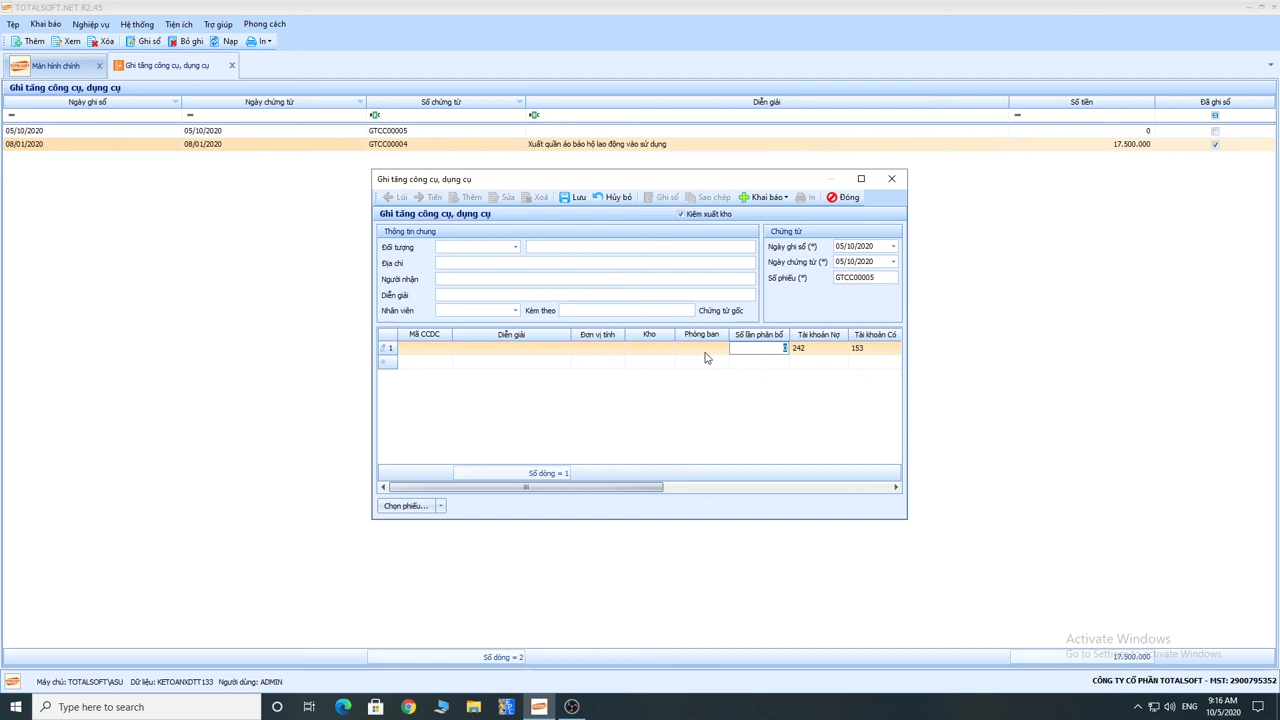 TOTALSOFT.NET R2.45
Tệp Khai báo Nghiệp vụ Hệ thống Tiện ích Trợ giúp Phong cách
Thêm Xem Xóa Ghi sổ Bỏ ghi Nạp In
Màn hình chính Ghi tăng công cụ, dụng cụ
Ghi tăng công cụ, dụng cụ
Ngày ghi sổ Ngày chứng từ Số chứng từ Diễn giải Số tiền Đã ghi sổ
05/10/2020 05/10/2020 GTCC00005 0
08/01/2020 08/01/2020 GTCC00004 Xuất quần áo bảo hộ lao động vào sử dụng 17.500.000
Ghi tăng công cụ, dụng cụ
Lùi Tiến Thêm Sửa Xoá Lưu Hủy bỏ Ghi sổ Sao chép Khai báo In Đóng
Ghi tăng công cụ, dụng cụ Kiêm xuất kho
Thông tin chung Chứng từ
Đối tượng Ngày ghi sổ (*) 05/10/2020
Địa chỉ Ngày chứng từ (*) 05/10/2020
Người nhận Số phiếu (*) GTCC00005
Diễn giải
Nhân viên Kèm theo Chứng từ gốc
Mã CCDC Diễn giải Đơn vị tính Kho Phòng ban Số lần phân bổ Tài khoản Nợ Tài khoản Có
1 0 242 153
Số dòng = 1
Chọn phiếu...
Activate Windows
Go to Settings to activate Windows.
Số dòng = 2 17.500.000
Máy chủ: TOTALSOFT\ASU Dữ liệu: KETOANXDTT133 Người dùng: ADMIN CÔNG TY CỔ PHẦN TOTALSOFT - MST: 2900795352
Type here to search ENG 9:16 AM
10/5/2020